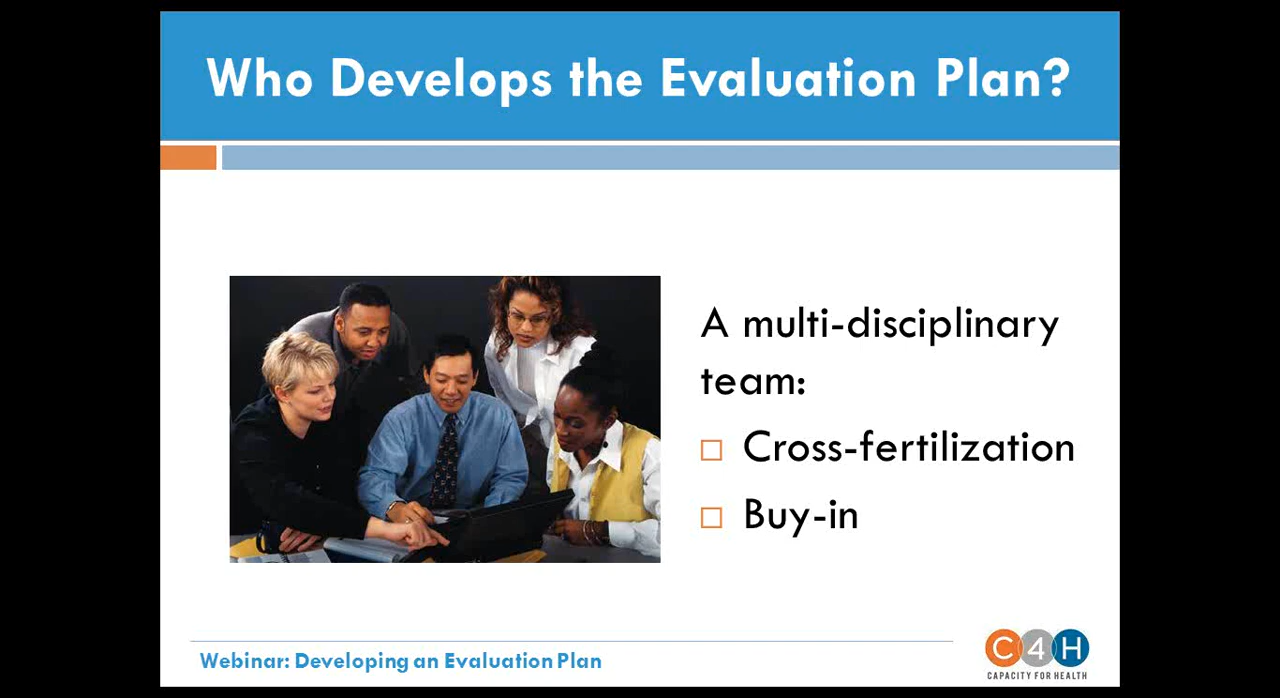 Who Develops the Evaluation Plan?
A multi-disciplinary
team:
Cross-fertilization
Buy-in
Webinar: Developing an Evaluation Plan
C4H
CAPACITY FOR HEALTH